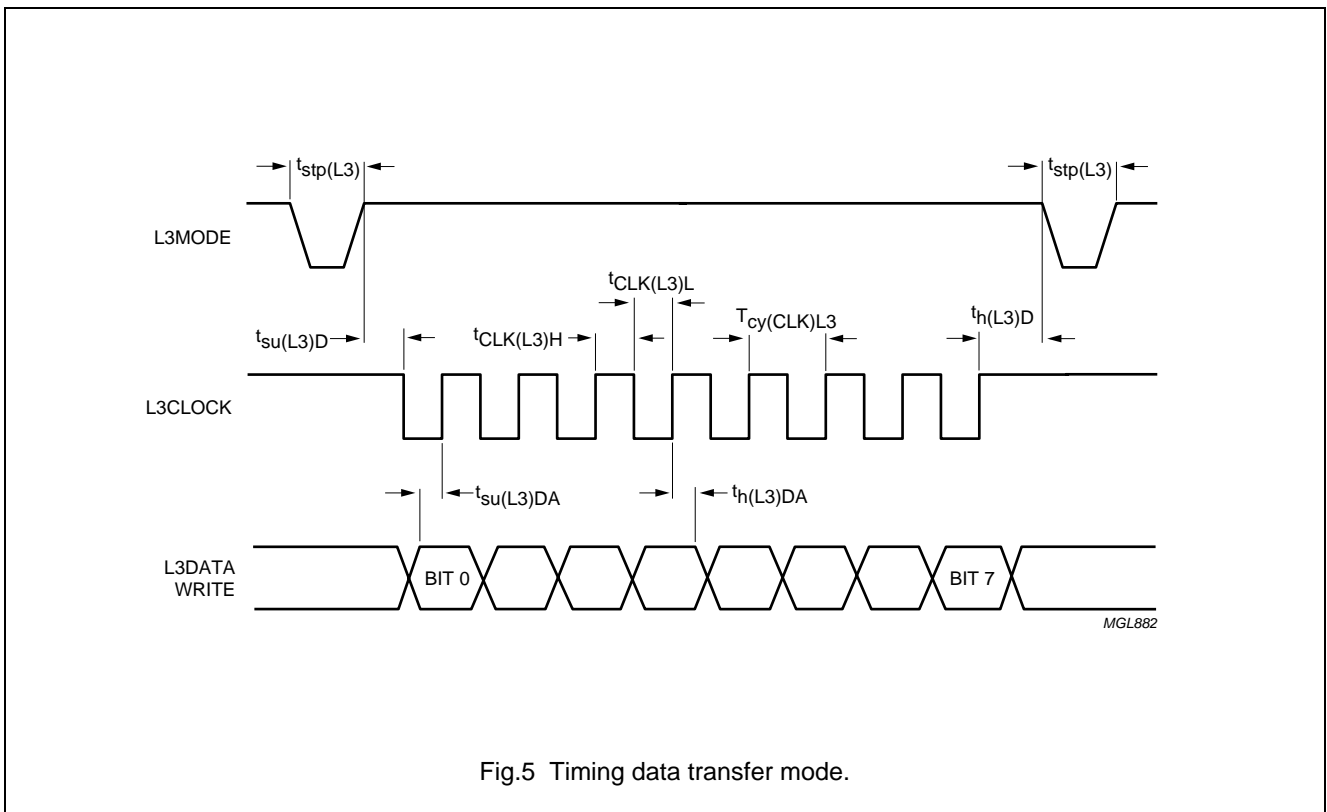 tstp(L3)
tstp(L3)
L3MODE
tCLK(L3)L
tsu(L3)D
tCLK(L3)H
Tcy(CLK)L3
th(L3)D
L3CLOCK
tsu(L3)DA
th(L3)DA
L3DATA
WRITE
BIT 0
BIT 7
MGL882
Fig.5 Timing data transfer mode.